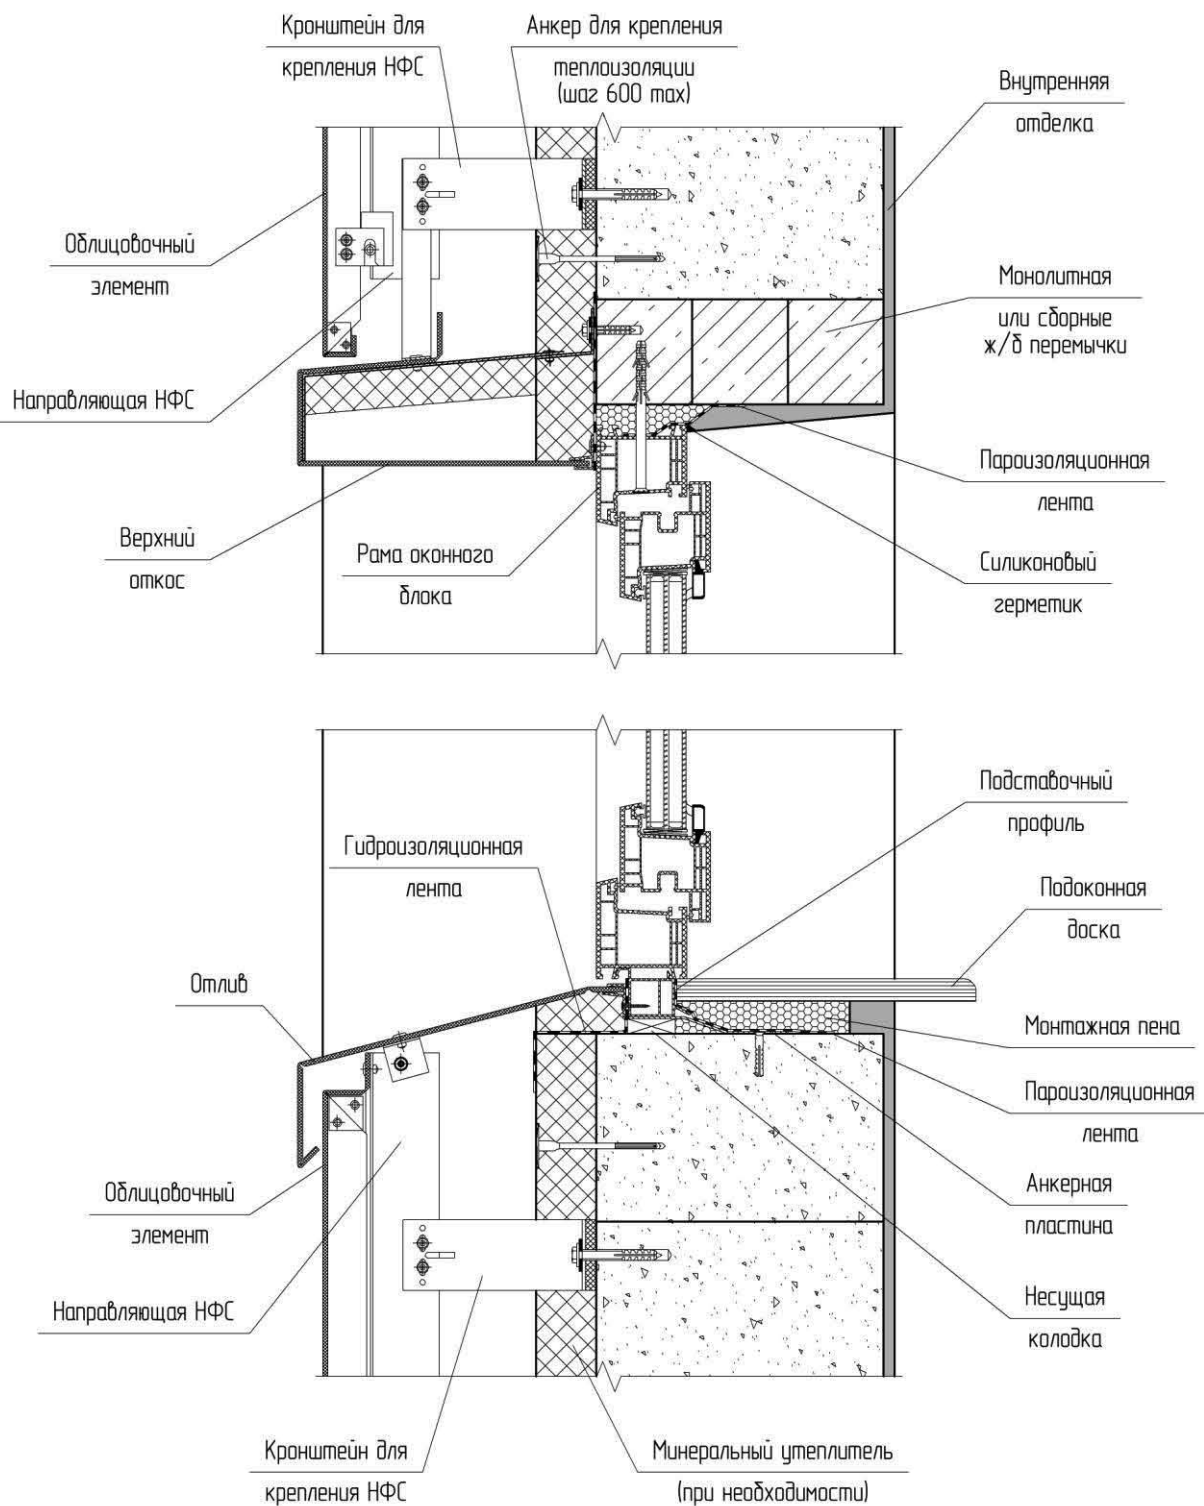 Кронштейн для
крепления НФС
Анкер для крепления
теплоизоляции
(шаг 600 max)
Внутренняя
отделка
Облицовочный
элемент
Монолитная
или сборные
ж/б перемычки
Направляющая НФС
Пароизоляционная
лента
Верхний
откос
Рама оконного
блока
Силиконовый
герметик
Подставочный
профиль
Гидроизоляционная
лента
Подоконная
доска
Отлив
Монтажная пена
Пароизоляционная
лента
Облицовочный
элемент
Анкерная
пластина
Направляющая НФС
Несущая
колодка
Кронштейн для
крепления НФС
Минеральный утеплитель
(при необходимости)